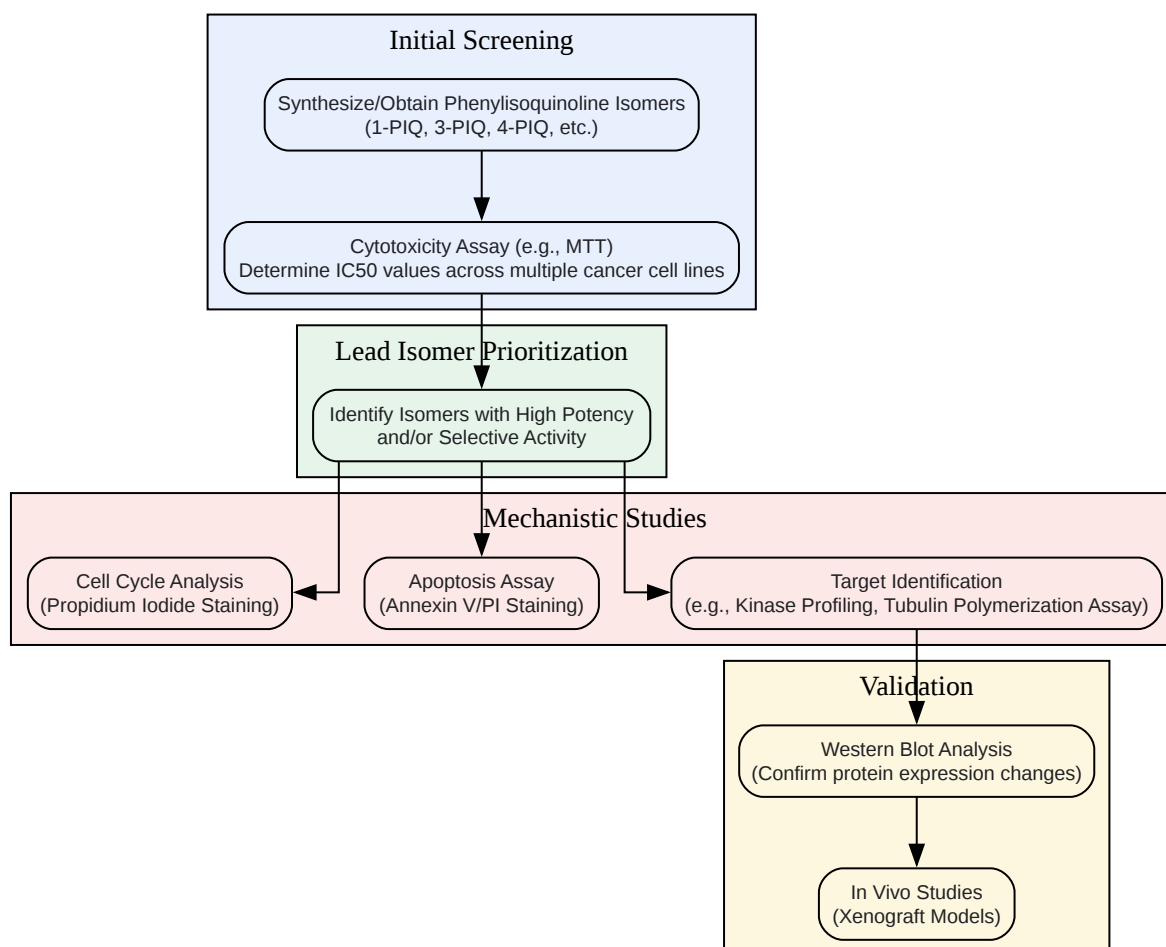 Initial Screening
Synthesize/Obtain Phenylisoquinoline Isomers
(1-PIQ, 3-PIQ, 4-PIQ, etc.)
Cytotoxicity Assay (e.g., MTT)
Determine IC50 values across multiple cancer cell lines
Lead Isomer Prioritization
Identify Isomers with High Potency
and/or Selective Activity
Mechanistic Studies
Cell Cycle Analysis
(Propidium Iodide Staining)
Apoptosis Assay
(Annexin V/PI Staining)
Target Identification
(e.g., Kinase Profiling, Tubulin Polymerization Assay)
Validation
Western Blot Analysis
(Confirm protein expression changes)
In Vivo Studies
(Xenograft Models)